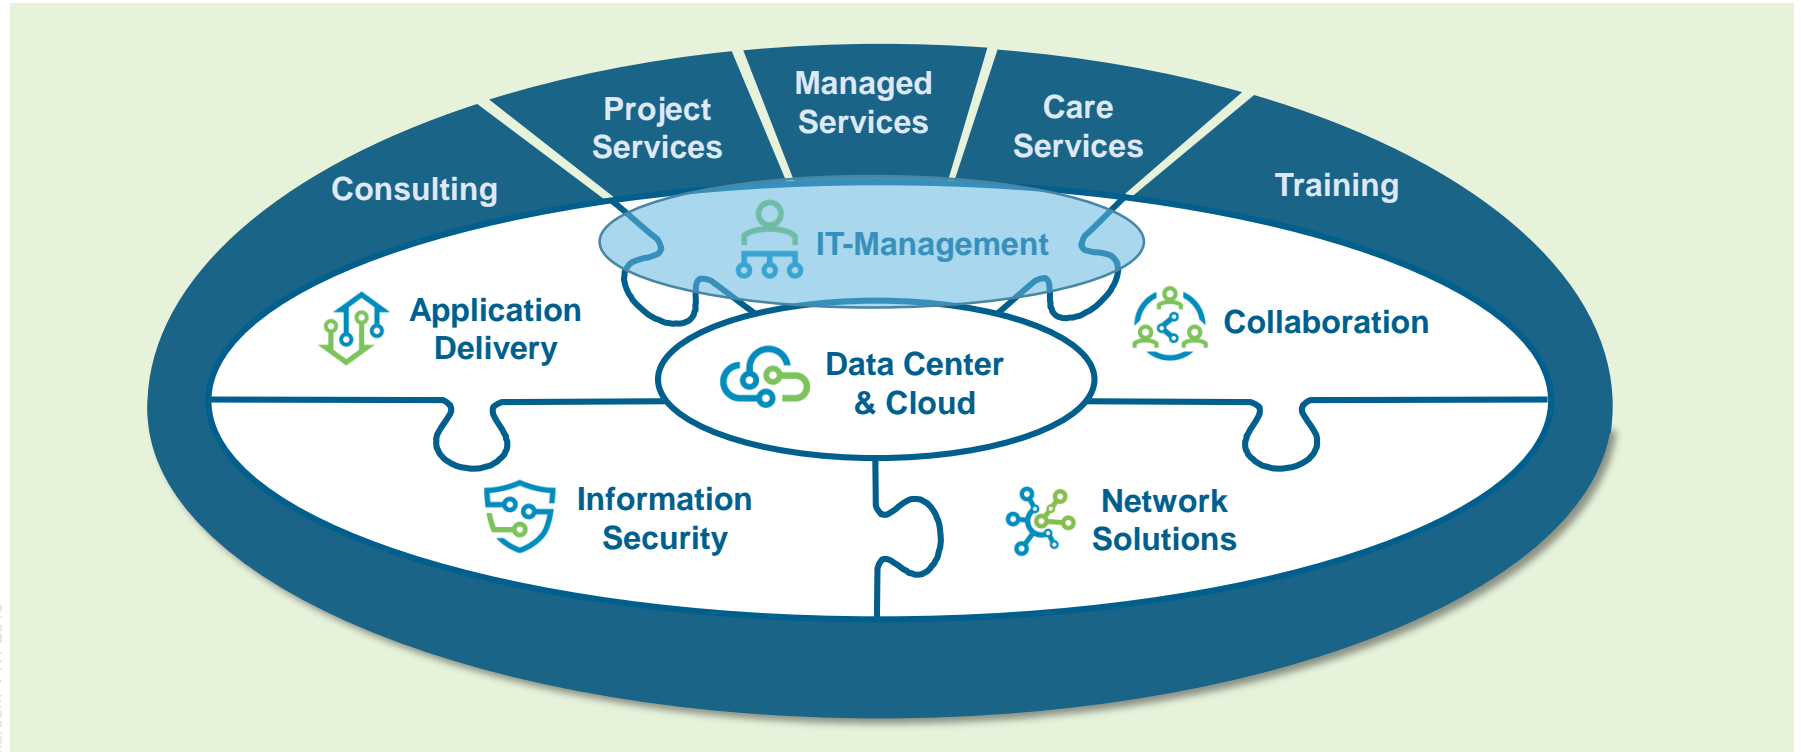 Managed
Services
Project
Services
Care
Services
Consulting
Training
IT-Management
Application
Delivery
Collaboration
Data Center
& Cloud
Information
Security
Network
Solutions